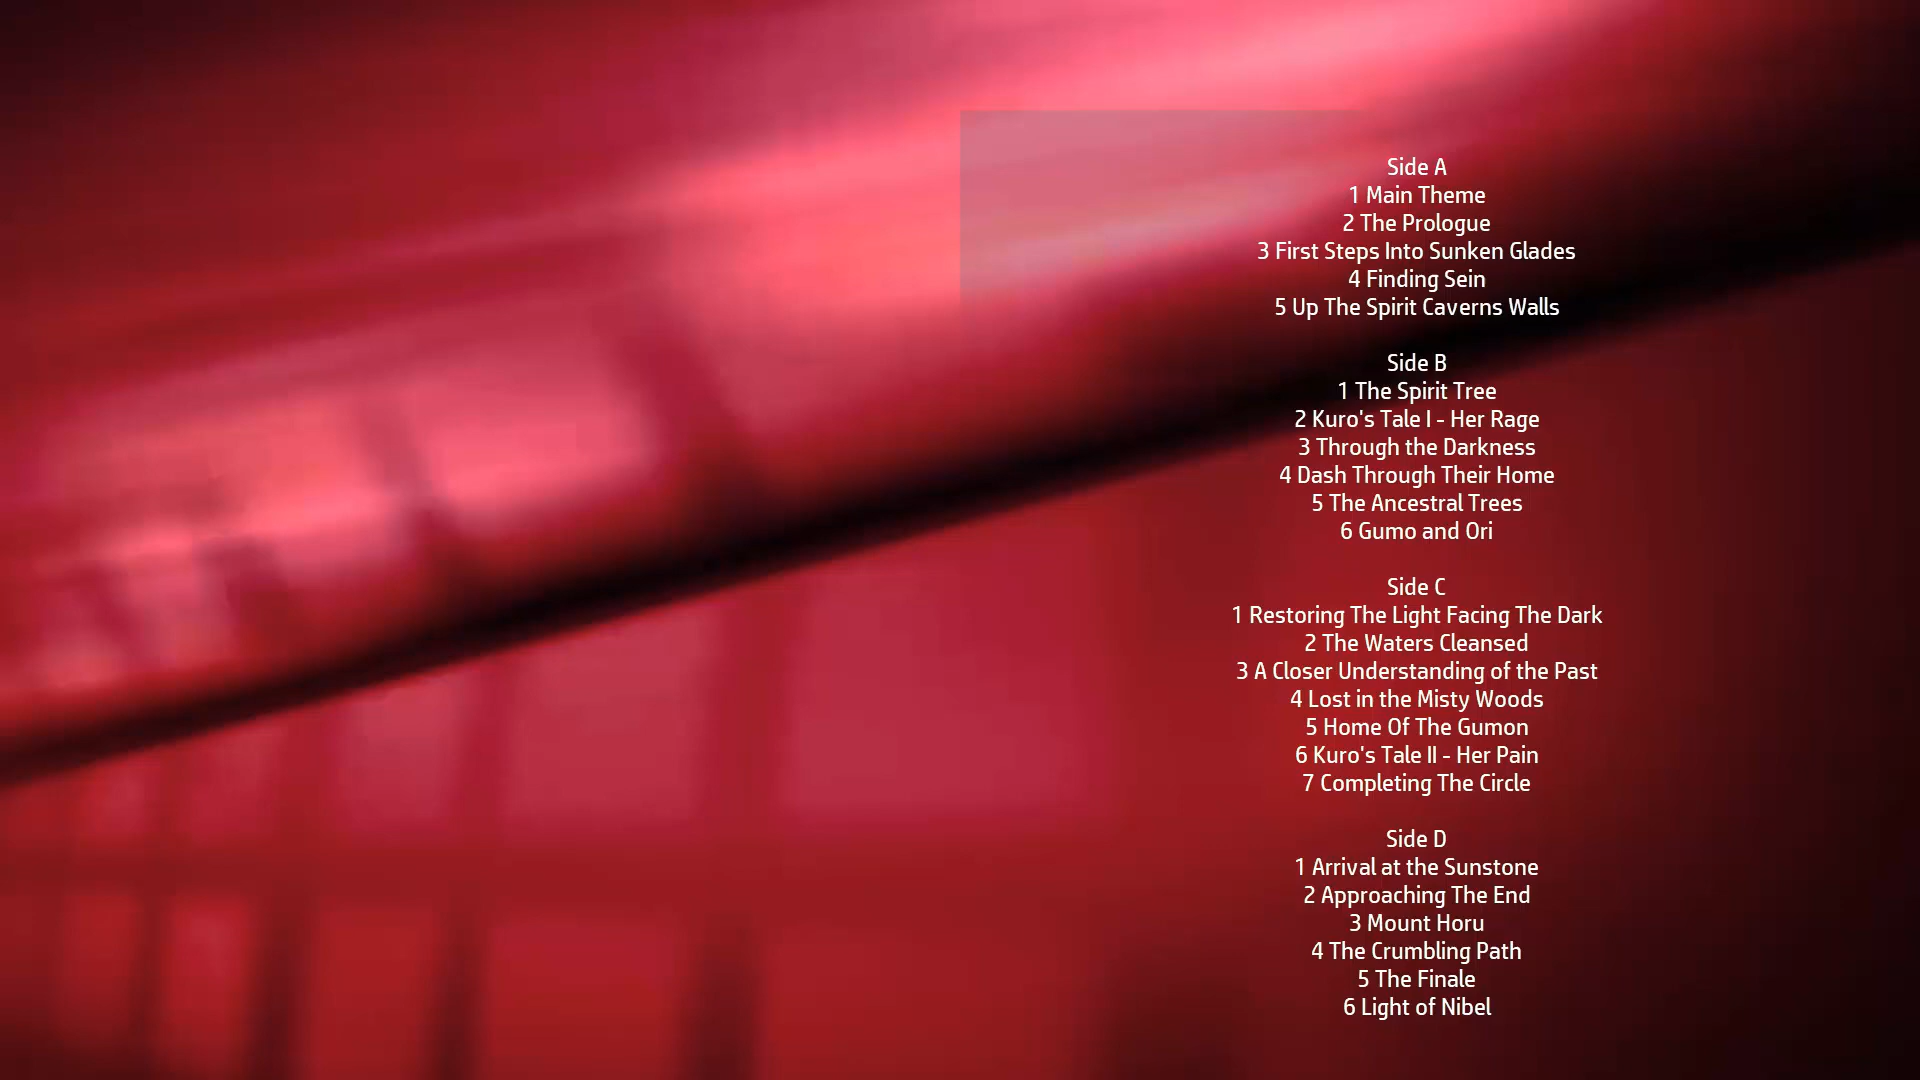 Side A
1 Main Theme
2 The Prologue
3 First Steps Into Sunken Glades
4 Finding Sein
5 Up The Spirit Caverns Walls
Side B
1 The Spirit Tree
2 Kuro's Tale I - Her Rage
3 Through the Darkness
4 Dash Through Their Home
5 The Ancestral Trees
6 Gumo and Ori
Side C
1 Restoring The Light Facing The Dark
2 The Waters Cleansed
3 A Closer Understanding of the Past
4 Lost in the Misty Woods
5 Home Of The Gumon
6 Kuro's Tale II - Her Pain
7 Completing The Circle
Side D
1 Arrival at the Sunstone
2 Approaching The End
3 Mount Horu
4 The Crumbling Path
5 The Finale
6 Light of Nibel